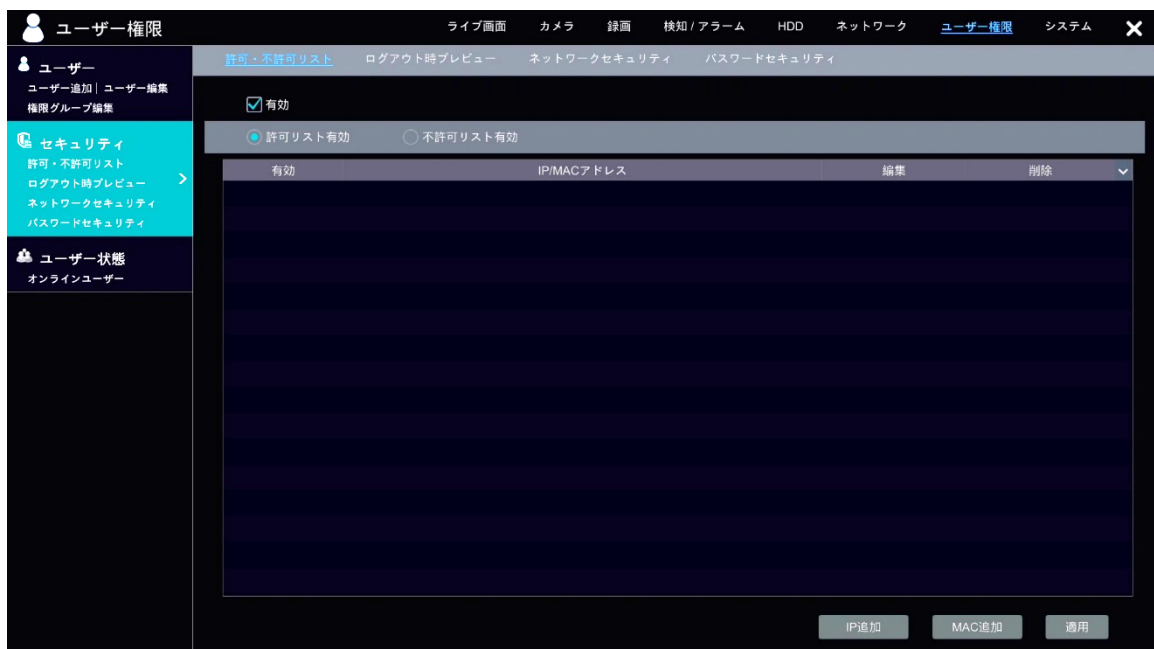 ユーザー権限
ライブ画面 カメラ 録画 検知 / アラーム HDD ネットワーク ユーザー権限 システム
ユーザー
ユーザー追加 | ユーザー編集
権限グループ編集
セキュリティ
許可・不許可リスト
ログアウト時プレビュー
ネットワークセキュリティ
パスワードセキュリティ
ユーザー状態
オンラインユーザー
許可・不許可リスト ログアウト時プレビュー ネットワークセキュリティ パスワードセキュリティ
有効
許可リスト有効 不許可リスト有効
有効 IP/MACアドレス 編集 削除
IP追加 MAC追加 適用